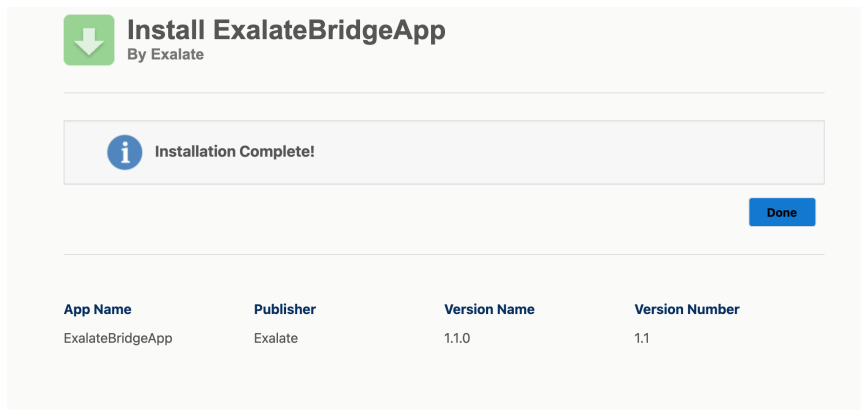 Install ExalateBridgeApp
By Exalate
Installation Complete!
Done
App Name Publisher Version Name Version Number
ExalateBridgeApp Exalate 1.1.0 1.1